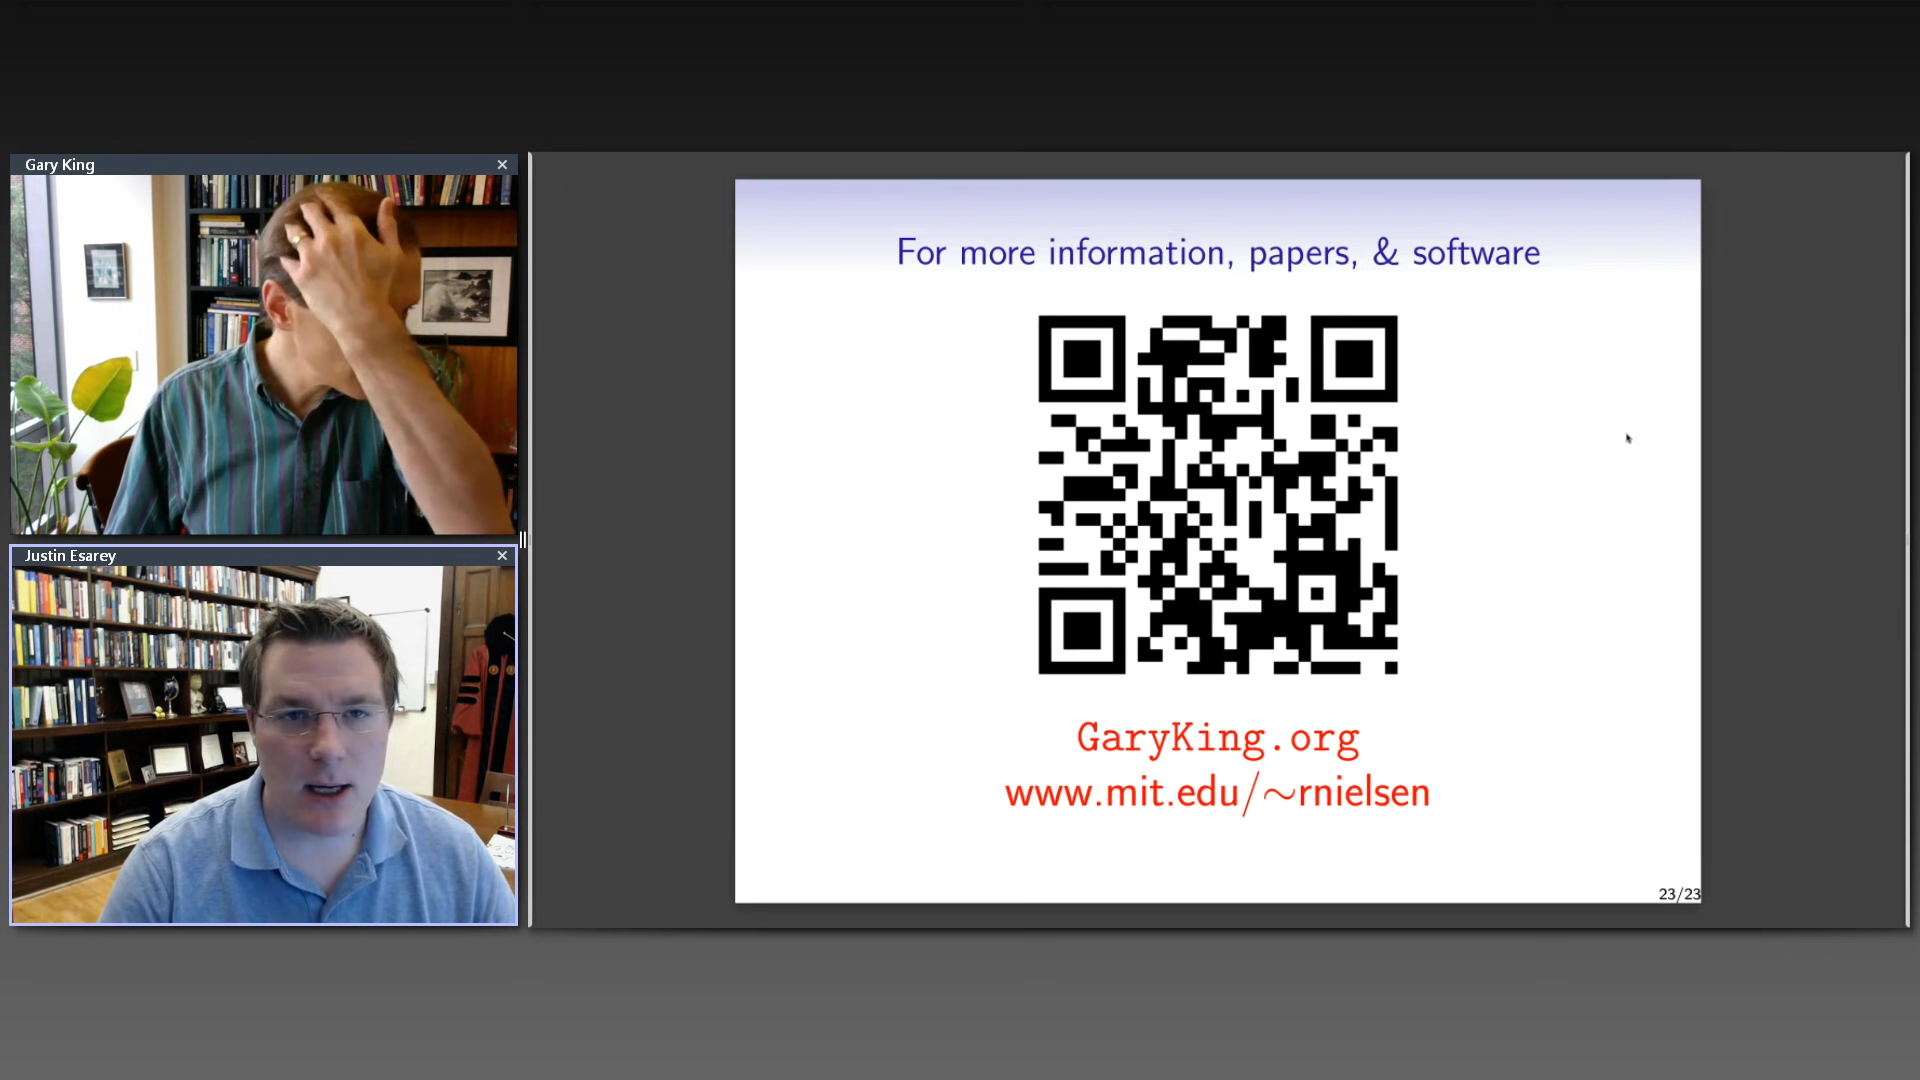 Gary King
Justin Esarey
For more information, papers, & software
GaryKing.org
www.mit.edu/~rnielsen
23/23